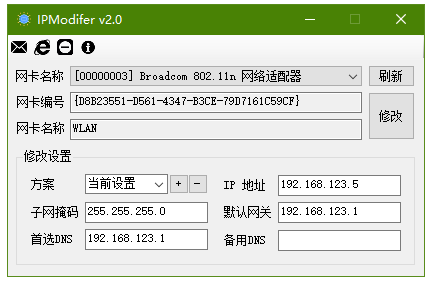 IPModifer v2.0
网卡名称 [00000003] Broadcom 802.11n 网络适配器 刷新
网卡编号 {D8B23551-D561-4347-B3CE-79D7161C59CF} 修改
网卡名称 WLAN
修改设置
方案 当前设置 + - IP 地址 192.168.123.5
子网掩码 255.255.255.0 默认网关 192.168.123.1
首选DNS 192.168.123.1 备用DNS